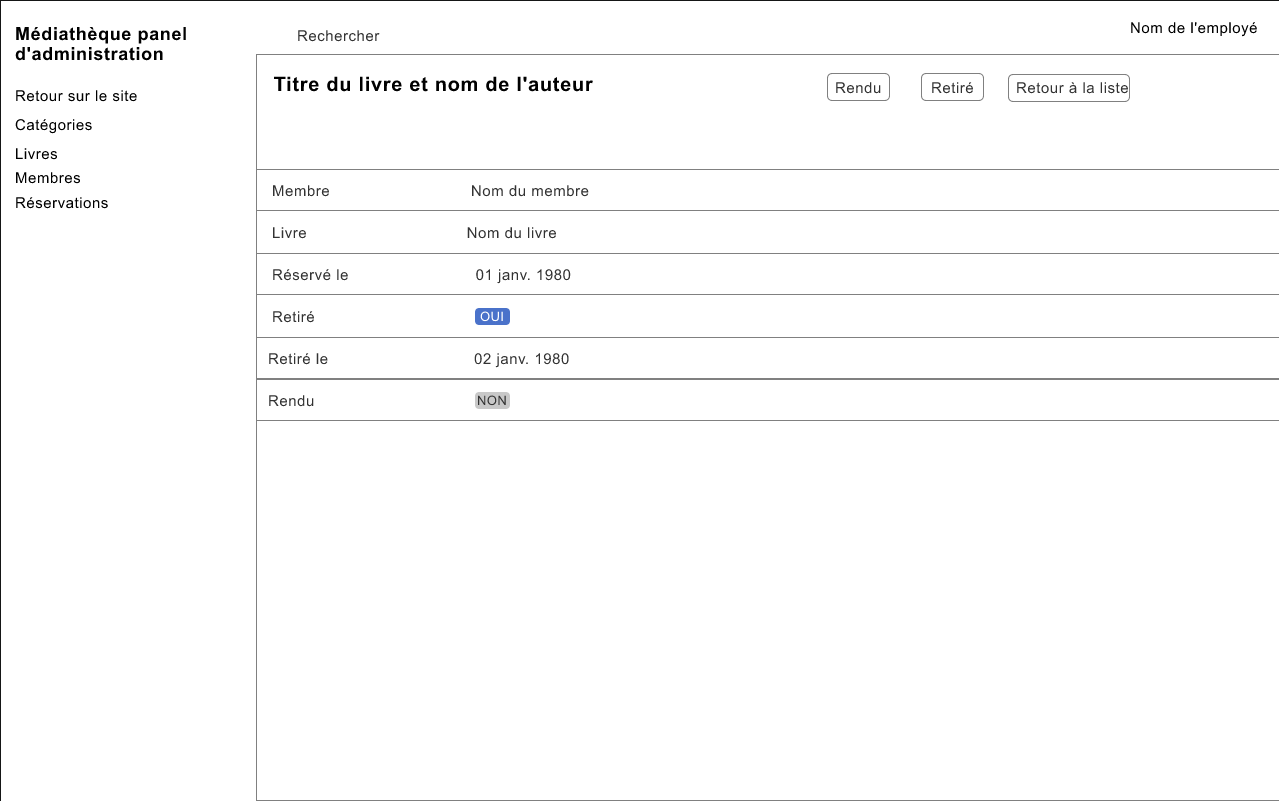 Médiathèque panel
d'administration
Retour sur le site
Catégories
Livres
Membres
Réservations
Rechercher
Nom de l'employé
Titre du livre et nom de l'auteur
Rendu
Retiré
Retour à la liste
Membre Nom du membre
Livre Nom du livre
Réservé le 01 janv. 1980
Retiré OUI
Retiré le 02 janv. 1980
Rendu NON